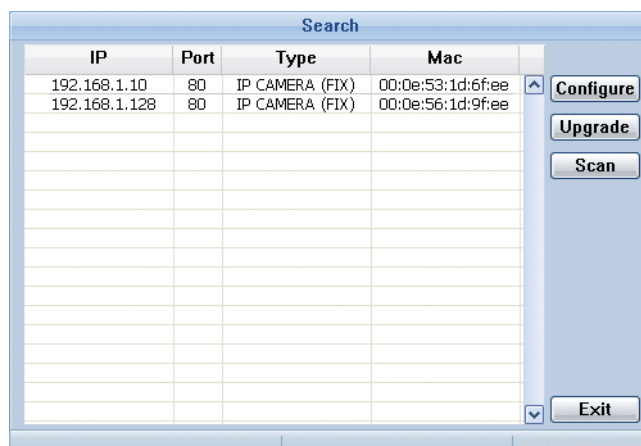 Search
IP Port Type Mac
192.168.1.10 80 IP CAMERA (FIX) 00:0e:53:1d:6f:ee
192.168.1.128 80 IP CAMERA (FIX) 00:0e:56:1d:9f:ee
Configure
Upgrade
Scan
Exit